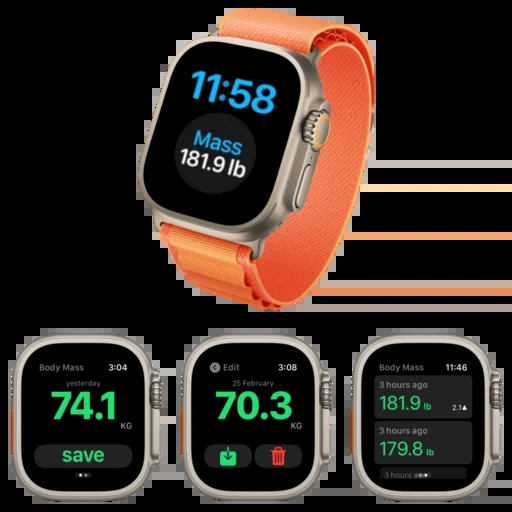 11:58
Mass
181.9 lb
Body Mass 3:04
yesterday
74.1
KG
save
Edit 3:08
25 February
70.3
KG
Body Mass 11:46
3 hours ago
181.9 lb 2.1▲
3 hours ago
179.8 lb
3 hours ago